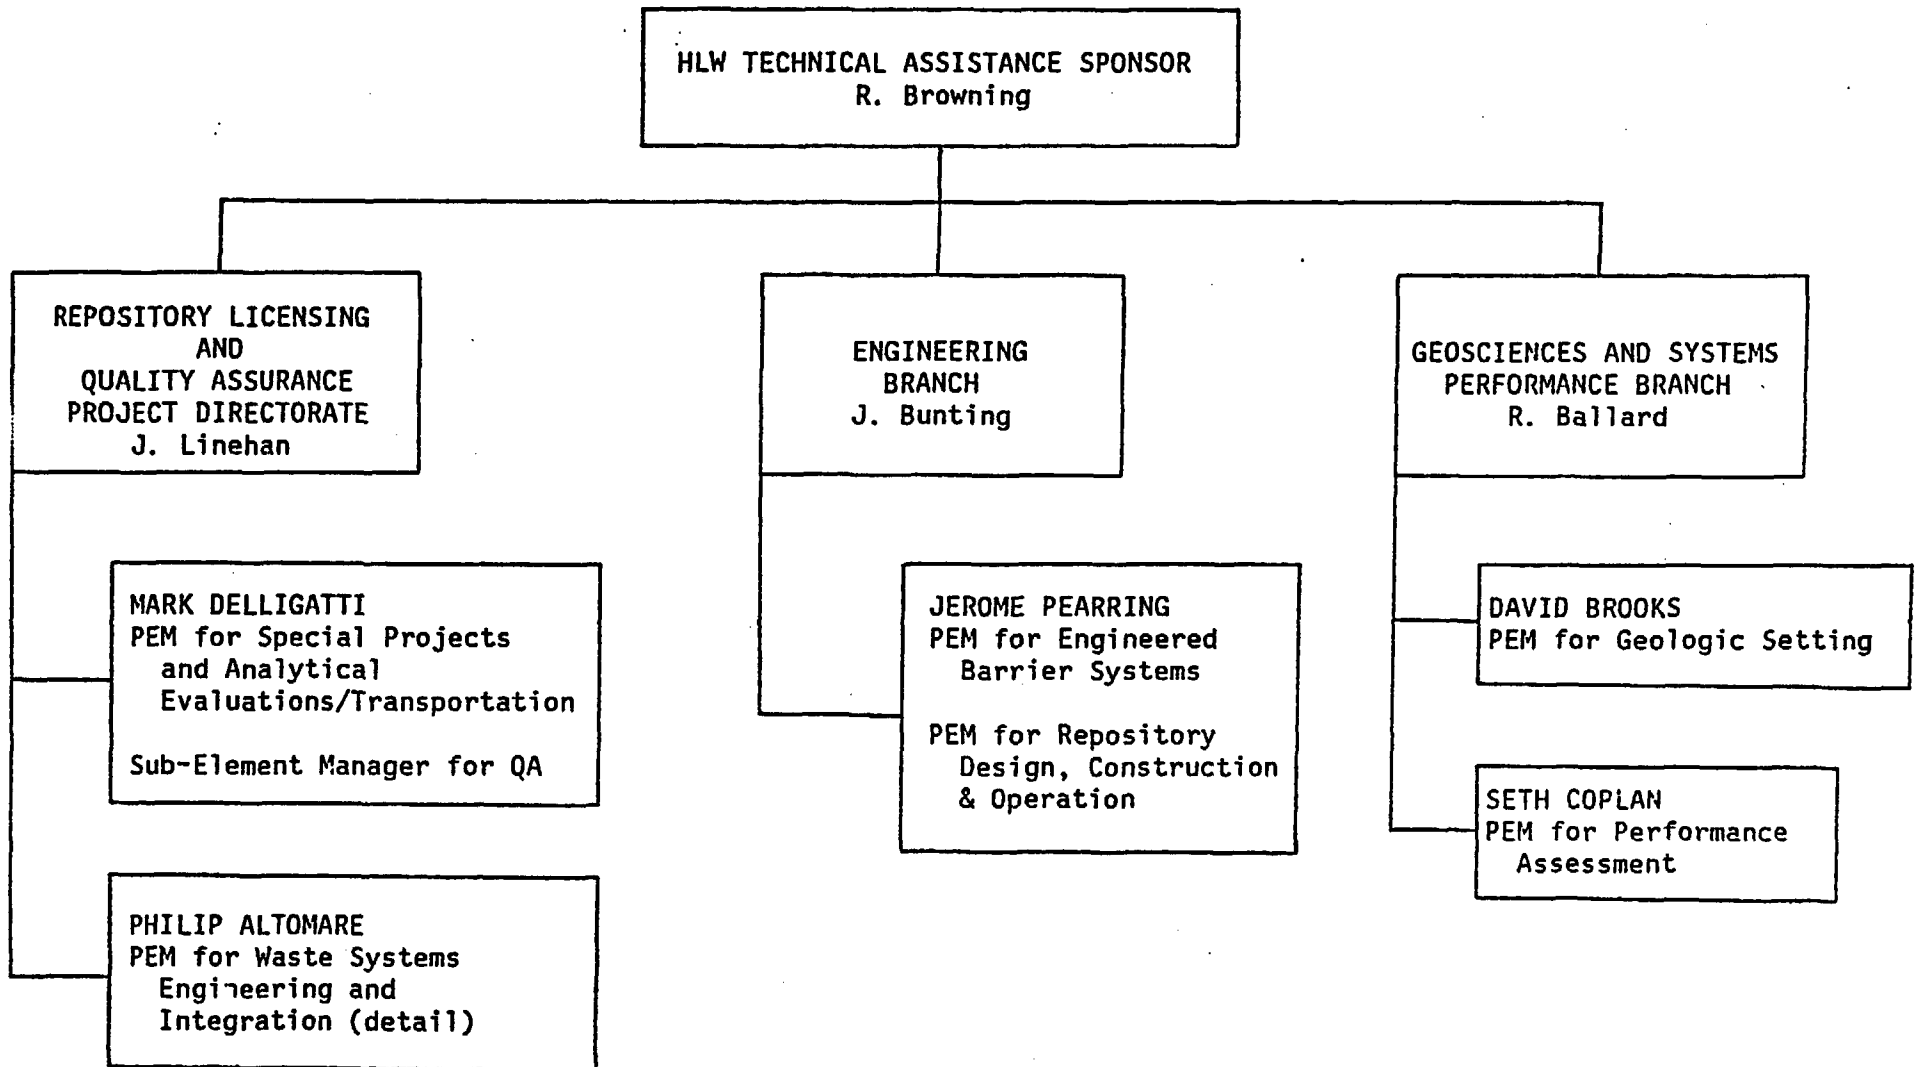 HLW TECHNICAL ASSISTANCE SPONSOR
R. Browning
REPOSITORY LICENSING
AND
QUALITY ASSURANCE
PROJECT DIRECTORATE
J. Linehan
ENGINEERING
BRANCH
J. Bunting
GEOSCIENCES AND SYSTEMS
PERFORMANCE BRANCH
R. Ballard
MARK DELLIGATTI
PEM for Special Projects
and Analytical
Evaluations/Transportation
Sub-Element Manager for QA
PHILIP ALTOMARE
PEM for Waste Systems
Engineering and
Integration (detail)
JEROME PEARRING
PEM for Engineered
Barrier Systems
PEM for Repository
Design, Construction
& Operation
DAVID BROOKS
PEM for Geologic Setting
SETH COPLAN
PEM for Performance
Assessment